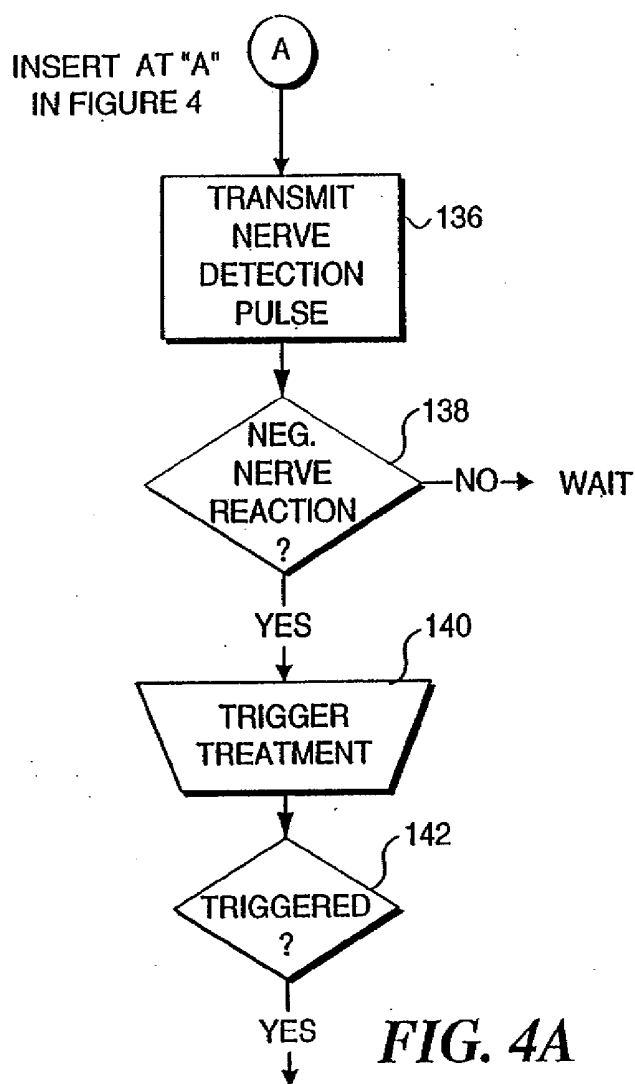 A
INSERT AT "A"
IN FIGURE 4
TRANSMIT
NERVE
DETECTION
PULSE
136
NEG.
NERVE
REACTION
?
138
NO
WAIT
YES
140
TRIGGER
TREATMENT
142
TRIGGERED
?
YES
FIG. 4A